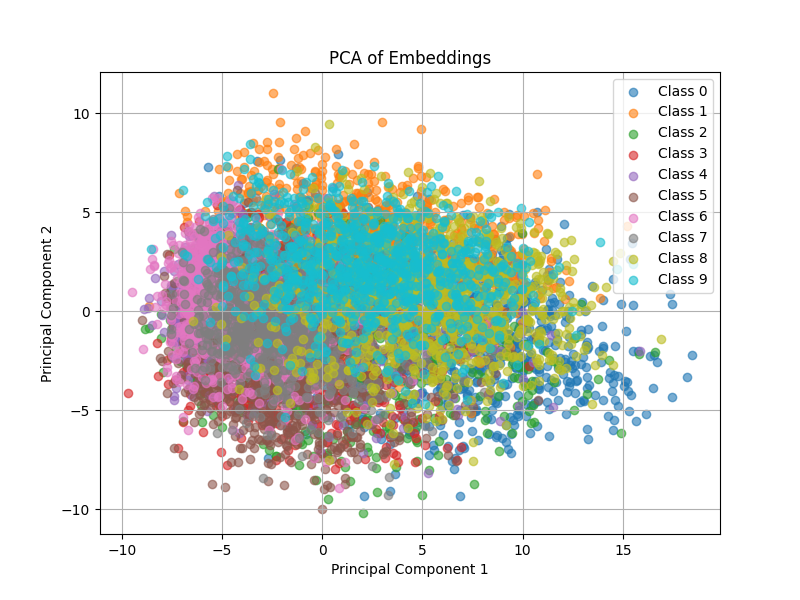 PCA of Embeddings
Class 0
Class 1
Class 2
Class 3
Class 4
Class 5
Class 6
Class 7
Class 8
Class 9
10
5
0
−5
−10
Principal Component 2
−10 −5 0 5 10 15
Principal Component 1